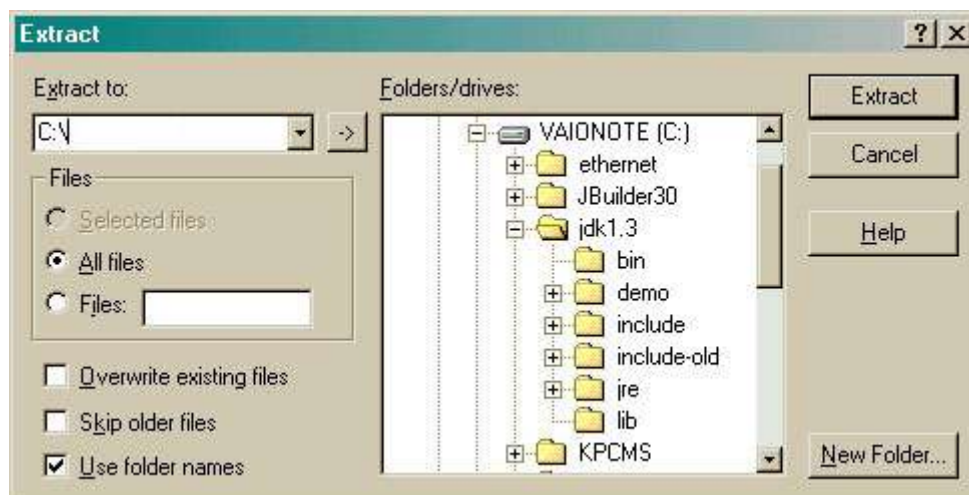 Extract
Extract to:
C:\
->
Files
Selected files
All files
Files:
Overwrite existing files
Skip older files
Use folder names
Folders/drives:
VAIONOTE (C:)
ethernet
JBuilder30
jdk1.3
bin
demo
include
include-old
jre
lib
KPCMS
Extract
Cancel
Help
New Folder...